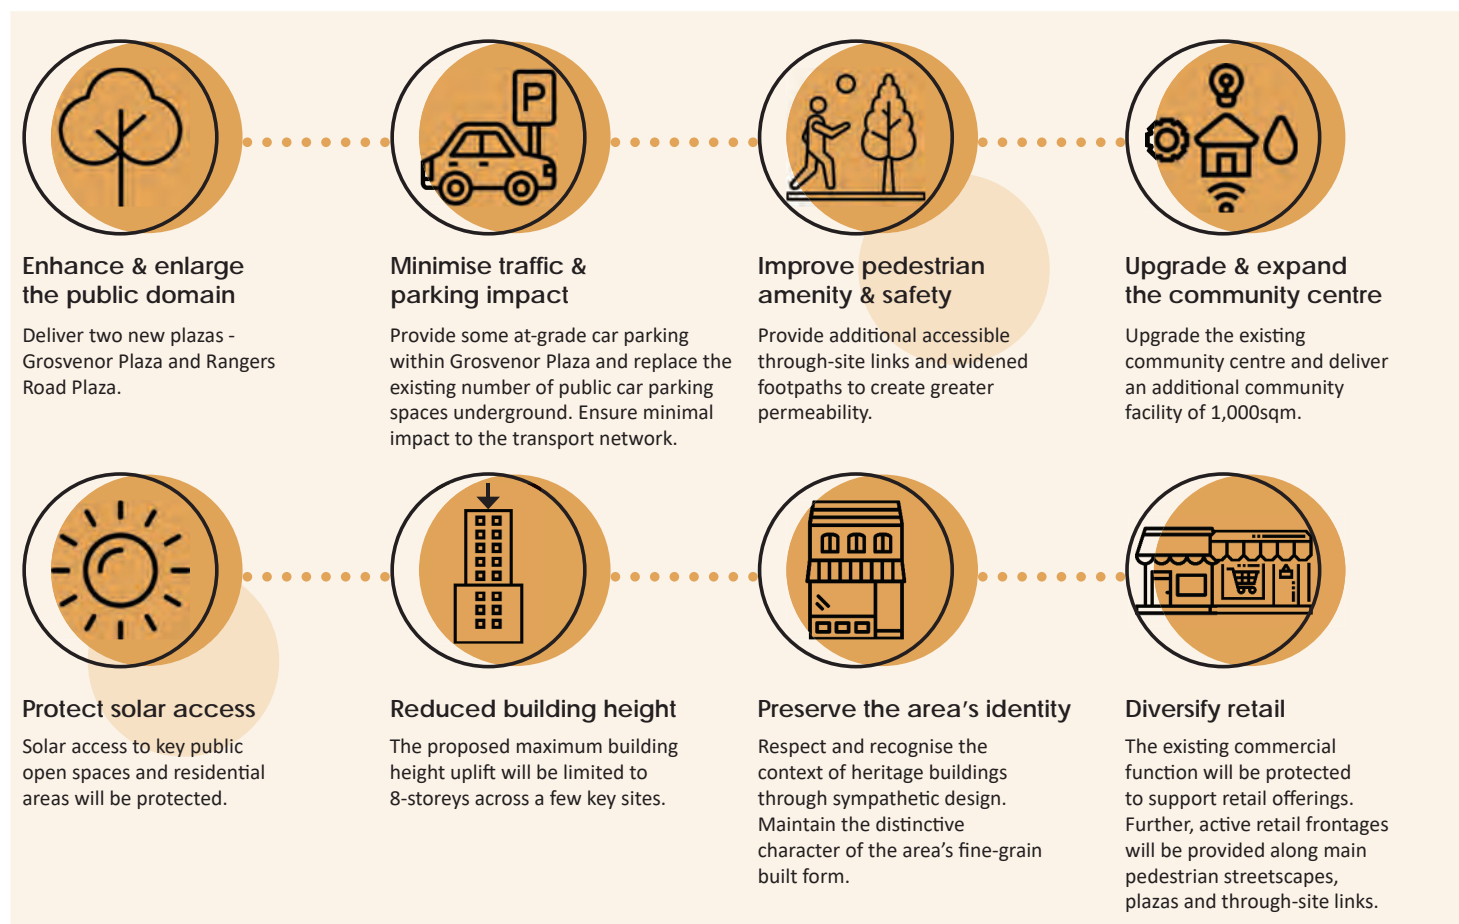 P
Enhance & enlarge
the public domain
Deliver two new plazas -
Grosvenor Plaza and Rangers
Road Plaza.
Minimise traffic &
parking impact
Provide some at-grade car parking
within Grosvenor Plaza and replace the
existing number of public car parking
spaces underground. Ensure minimal
impact to the transport network.
Improve pedestrian
amenity & safety
Provide additional accessible
through-site links and widened
footpaths to create greater
permeability.
Upgrade & expand
the community centre
Upgrade the existing
community centre and deliver
an additional community
facility of 1,000sqm.
Protect solar access
Solar access to key public
open spaces and residential
areas will be protected.
Reduced building height
The proposed maximum building
height uplift will be limited to
8-storeys across a few key sites.
Preserve the area's identity
Respect and recognise the
context of heritage buildings
through sympathetic design.
Maintain the distinctive
character of the area's fine-grain
built form.
Diversify retail
The existing commercial
function will be protected
to support retail offerings.
Further, active retail frontages
will be provided along main
pedestrian streetscapes,
plazas and through-site links.